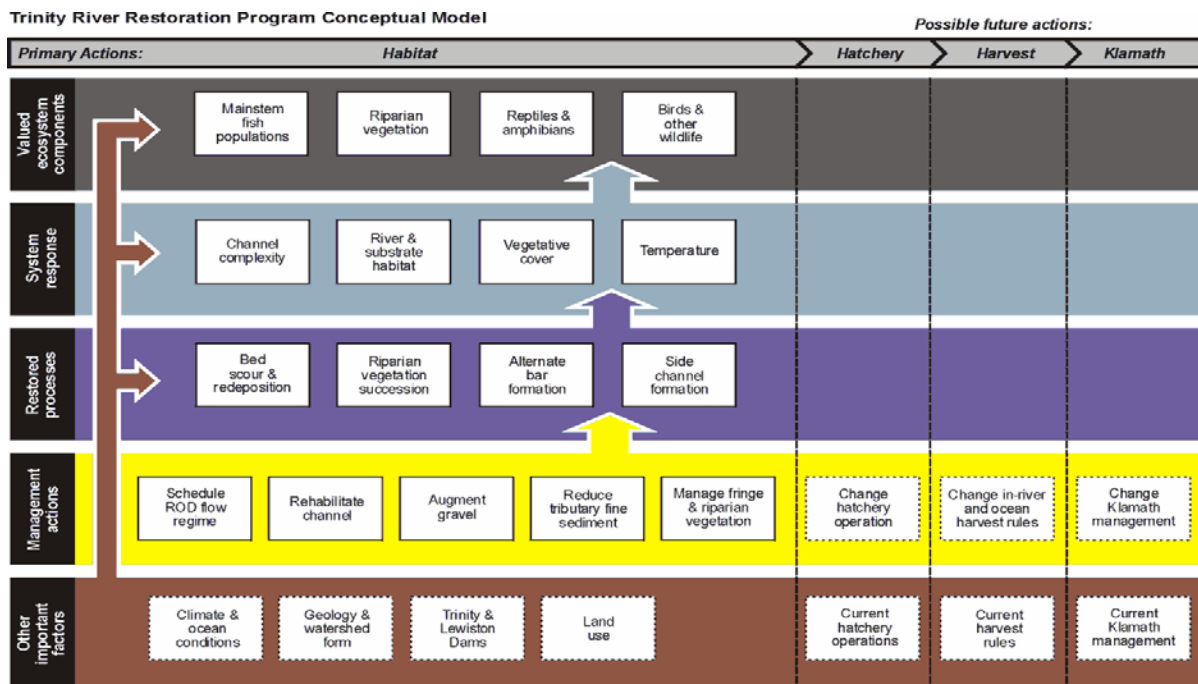 Trinity River Restoration Program Conceptual Model
Possible future actions:
Primary Actions:
Habitat
Hatchery
Harvest
Klamath
Valued
ecosystem
components
Mainstem
fish
populations
Riparian
vegetation
Reptiles &
amphibians
Birds &
other
wildlife
System
response
Channel
complexity
River &
substrate
habitat
Vegetative
cover
Temperature
Restored
processes
Bed
scour &
redeposition
Riparian
vegetation
succession
Alternate
bar
formation
Side
channel
formation
Management
actions
Schedule
ROD flow
regime
Rehabilitate
channel
Augment
gravel
Reduce
tributary fine
sediment
Manage fringe
& riparian
vegetation
Change
hatchery
operation
Change in-river
and ocean
harvest rules
Change
Klamath
management
Other
important
factors
Climate &
ocean
conditions
Geology &
watershed
form
Trinity &
Lewiston
Dams
Land
use
Current
hatchery
operations
Current
harvest
rules
Current
Klamath
management